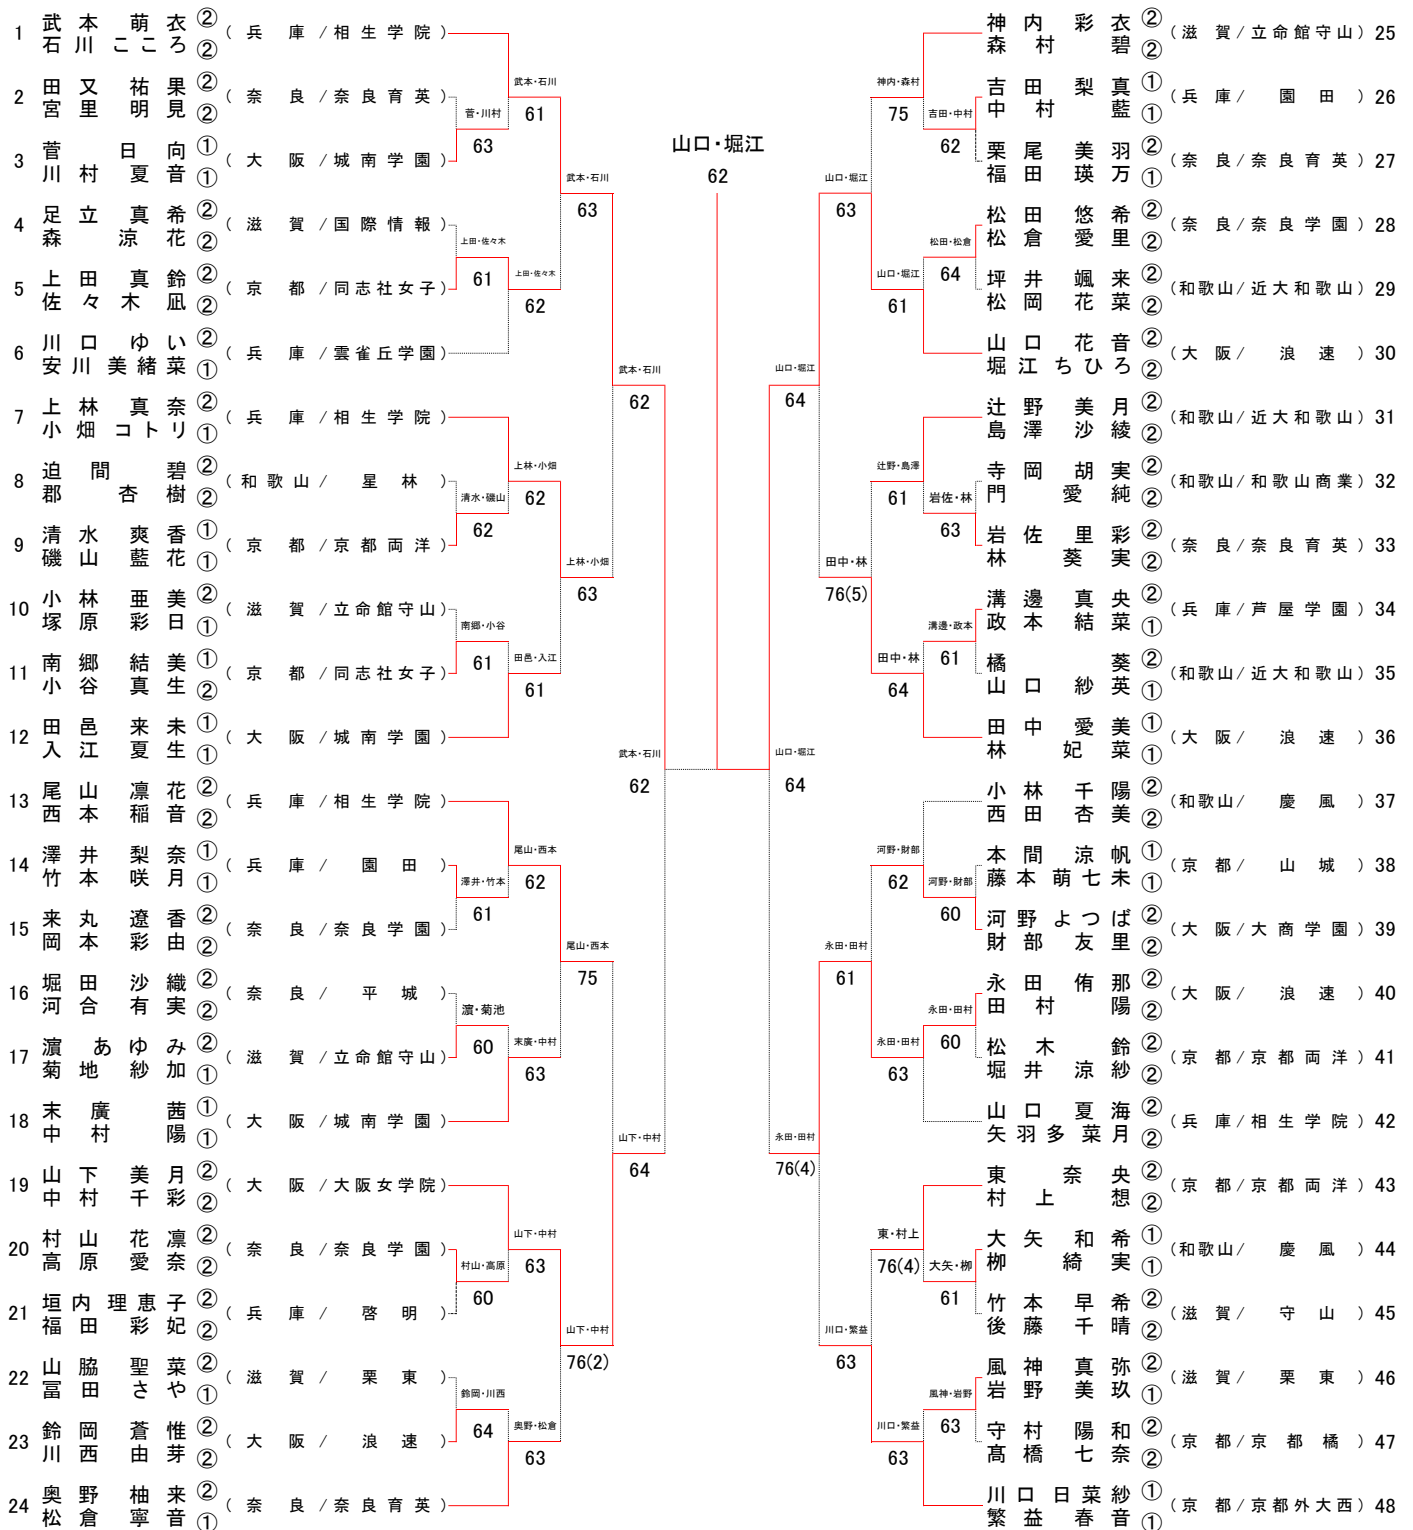 1 武本萌衣② 石川こころ② (兵庫/相生学院)
2 田又祐果② 宮里明見② (奈良/奈良育英)
3 菅日向① 川村夏音① (大阪/城南学園)
4 足立真希② 森涼花② (滋賀/国際情報)
5 上田真鈴② 佐々木凪② (京都/同志社女子)
6 川口ゆい② 安川美緒菜① (兵庫/雲雀丘学園)
7 上林真奈② 小畑コトリ① (兵庫/相生学院)
8 迫間碧② 郡杏樹② (和歌山/星林)
9 清水爽香① 磯山藍花① (京都/京都両洋)
10 小林亜美② 塚原彩日① (滋賀/立命館守山)
11 南郷結美① 小谷真生② (京都/同志社女子)
12 田邑来未① 入江夏生① (大阪/城南学園)
13 尾山凛花② 西本稲音② (兵庫/相生学院)
14 澤井梨奈① 竹本咲月① (兵庫/園田)
15 来丸遼香② 岡本彩由② (奈良/奈良学園)
16 堀田沙織② 河合有実② (奈良/平城)
17 濵あゆみ② 菊地紗加① (滋賀/立命館守山)
18 末廣茜① 中村陽① (大阪/城南学園)
19 山下美月② 中村千彩② (大阪/大阪女学院)
20 村山花凛② 高原愛奈② (奈良/奈良学園)
21 垣内理恵子② 福田彩妃② (兵庫/啓明)
22 山脇聖菜② 冨田さや① (滋賀/栗東)
23 鈴岡蒼惟② 川西由芽② (大阪/浪速)
24 奥野柚来② 松倉寧音① (奈良/奈良育英)
菅・川村
63
上田・佐々木
61
清水・磯山
62
南郷・小谷
61
澤井・竹本
61
濵・菊池
60
村山・高原
60
鈴岡・川西
64
武本・石川
61
上田・佐々木
62
上林・小畑
62
田邑・入江
61
尾山・西本
62
末廣・中村
63
山下・中村
63
奥野・松倉
63
武本・石川
63
上林・小畑
63
尾山・西本
75
山下・中村
76(2)
武本・石川
62
山下・中村
64
武本・石川
62
山口・堀江
62
山口・堀江
64
山口・堀江
64
永田・田村
76(4)
山口・堀江
63
田中・林
76(5)
永田・田村
61
川口・繁益
63
神内・森村
75
山口・堀江
61
辻野・島澤
61
田中・林
64
河野・財部
62
永田・田村
63
東・村上
76(4)
川口・繁益
63
吉田・中村
62
松田・松倉
64
岩佐・林
63
溝邊・政本
61
河野・財部
60
永田・田村
60
大矢・栁
61
風神・岩野
63
神内彩衣② 森村碧② (滋賀/立命館守山) 25
吉田梨真① 中村藍① (兵庫/園田) 26
栗尾美羽② 福田瑛万① (奈良/奈良育英) 27
松田悠希② 松倉愛里② (奈良/奈良学園) 28
坪井颯来② 松岡花菜② (和歌山/近大和歌山) 29
山口花音② 堀江ちひろ② (大阪/浪速) 30
辻野美月② 島澤沙綾② (和歌山/近大和歌山) 31
寺岡胡実② 門愛純② (和歌山/和歌山商業) 32
岩佐里彩② 林葵実② (奈良/奈良育英) 33
溝邊真央② 政本結菜① (兵庫/芦屋学園) 34
橘葵② 山口紗英① (和歌山/近大和歌山) 35
田中愛美① 林妃菜① (大阪/浪速) 36
小林千陽② 西田杏美② (和歌山/慶風) 37
本間涼帆① 藤本萌七未① (京都/山城) 38
河野よつば② 財部友里② (大阪/大商学園) 39
永田侑那② 田村陽② (大阪/浪速) 40
松木鈴② 堀井涼紗② (京都/京都両洋) 41
山口夏海② 矢羽多菜月② (兵庫/相生学院) 42
東奈央② 村上想② (京都/京都両洋) 43
大矢和希① 栁綺実① (和歌山/慶風) 44
竹本早希② 後藤千晴② (滋賀/守山) 45
風神真弥② 岩野美玖① (滋賀/栗東) 46
守村陽和② 髙橋七奈② (京都/京都橘) 47
川口日菜紗① 繁益春音① (京都/京都外大西) 48